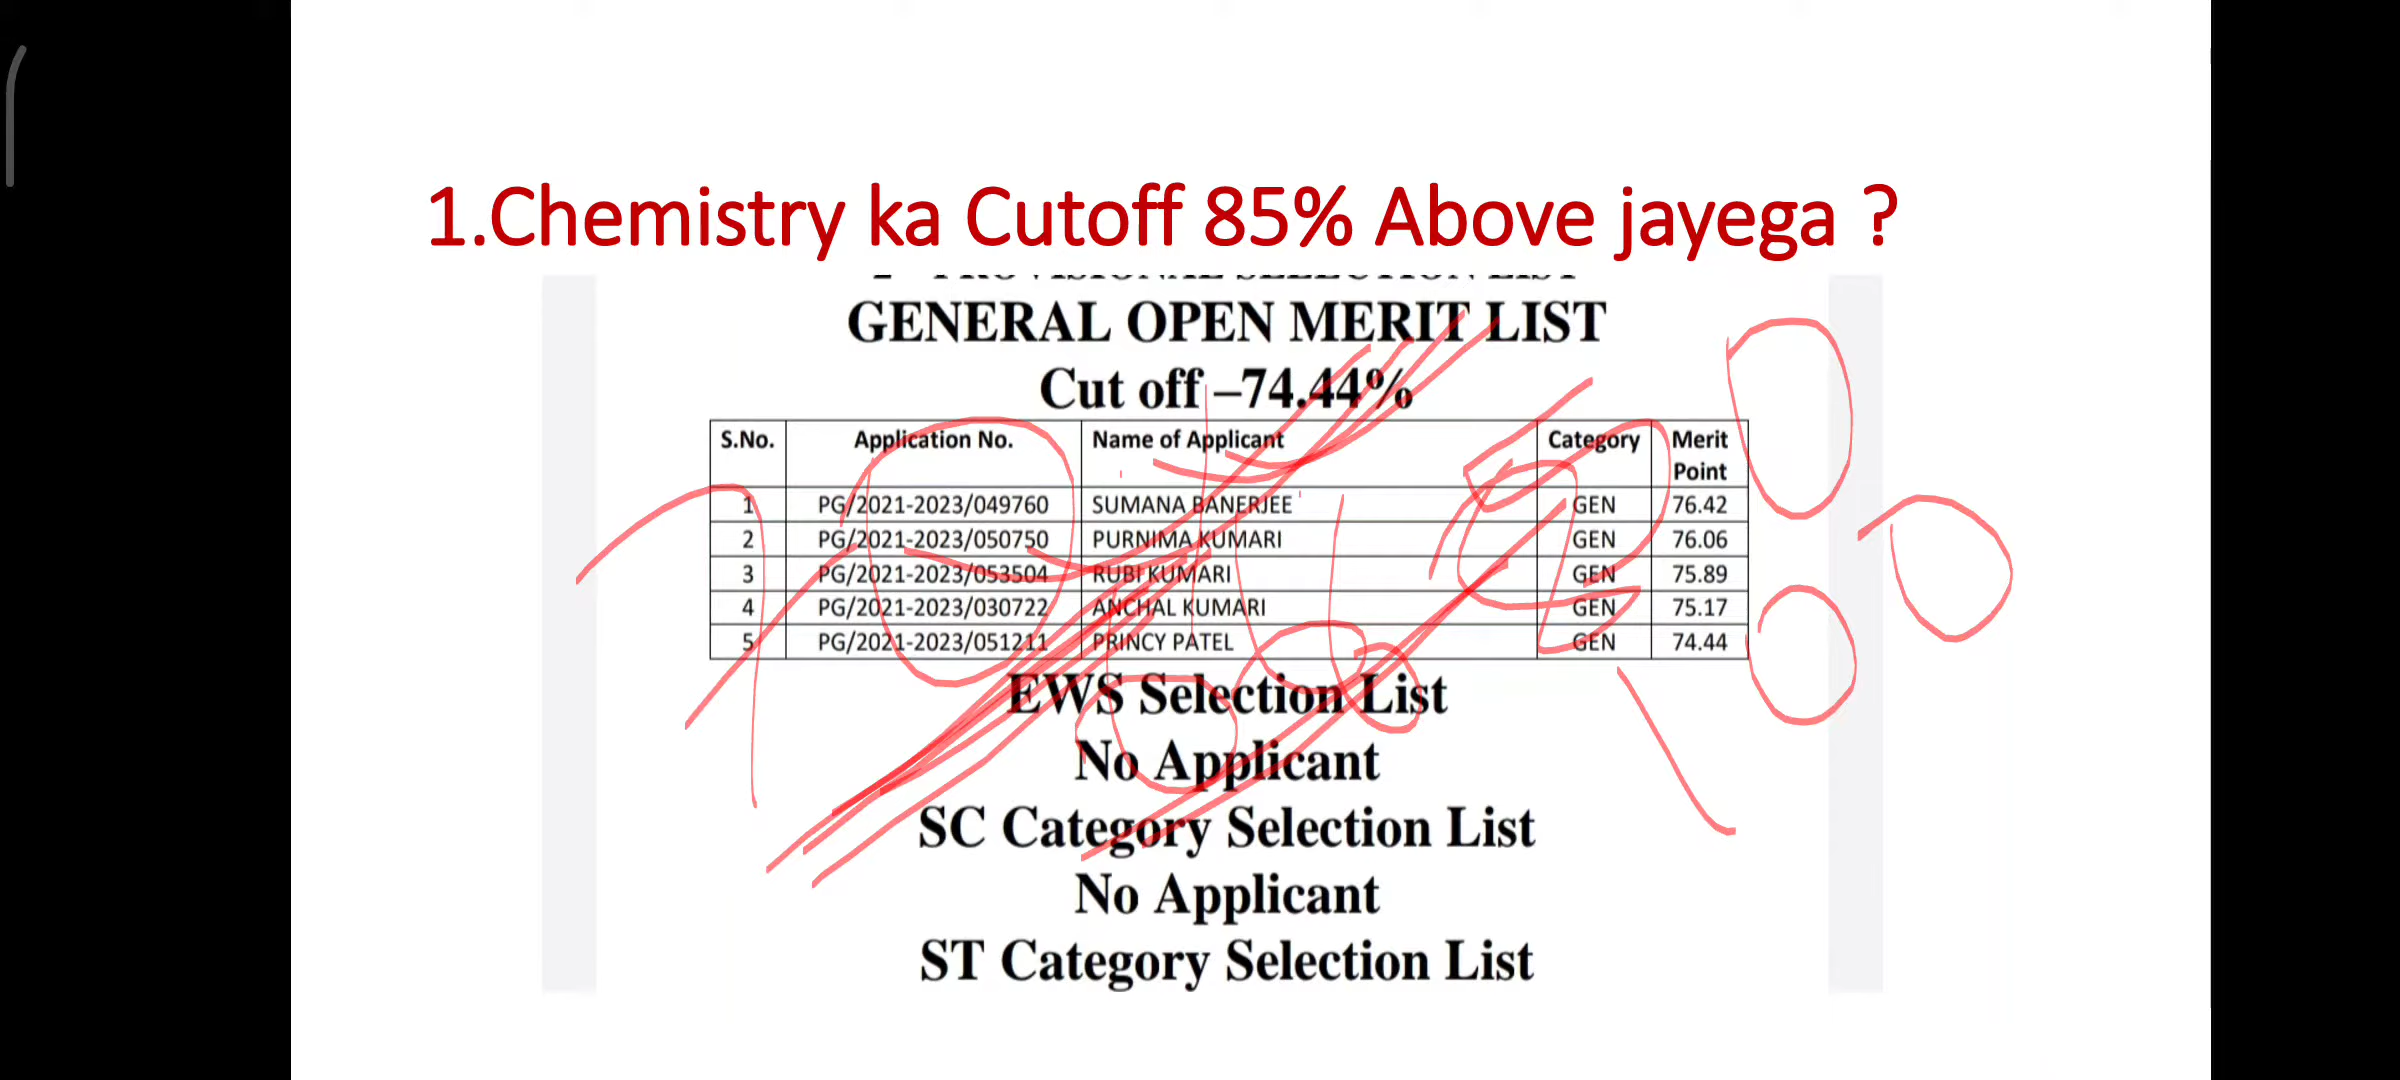 1.Chemistry ka Cutoff 85% Above jayega ?
GENERAL OPEN MERIT LIST
Cut off –74.44%
S.No. Application No. Name of Applicant Category Merit Point
1 PG/2021-2023/049760 SUMANA BANERJEE GEN 76.42
2 PG/2021-2023/050750 PURNIMA KUMARI GEN 76.06
3 PG/2021-2023/053504 RUBI KUMARI GEN 75.89
4 PG/2021-2023/030722 ANCHAL KUMARI GEN 75.17
5 PG/2021-2023/051211 PRINCY PATEL GEN 74.44
EWS Selection List
No Applicant
SC Category Selection List
No Applicant
ST Category Selection List